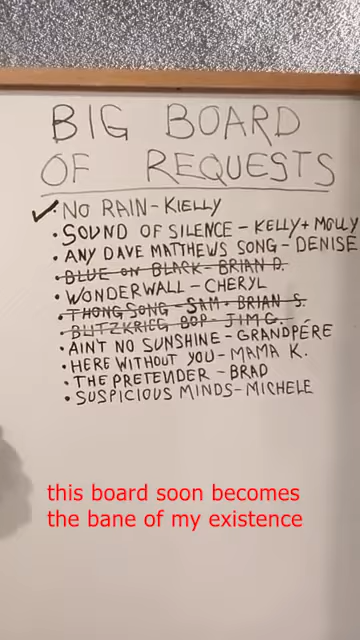 BIG BOARD
OF REQUESTS
✓• NO RAIN - KIELLY
• SOUND OF SILENCE - KELLY + MOLLY
• ANY DAVE MATTHEWS SONG - DENISE
• BLUE ON BLACK - BRIAN D.
• WONDERWALL - CHERYL
• THONG SONG - SAM + BRIAN S.
• BLITZKRIEG BOP - JIM G.
• AIN'T NO SUNSHINE - GRANDPÉRE
• HERE WITHOUT YOU - MAMA K.
• THE PRETENDER - BRAD
• SUSPICIOUS MINDS - MICHELE
this board soon becomes
the bane of my existence